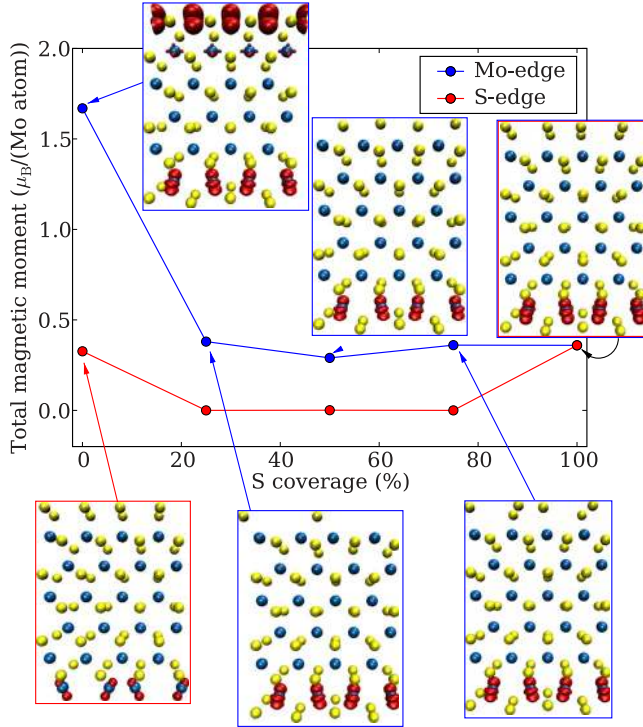 2.0
1.5
1.0
0.5
0.0
Total magnetic moment (μB/(Mo atom))
Mo-edge
S-edge
0 20 40 60 80 100
S coverage (%)